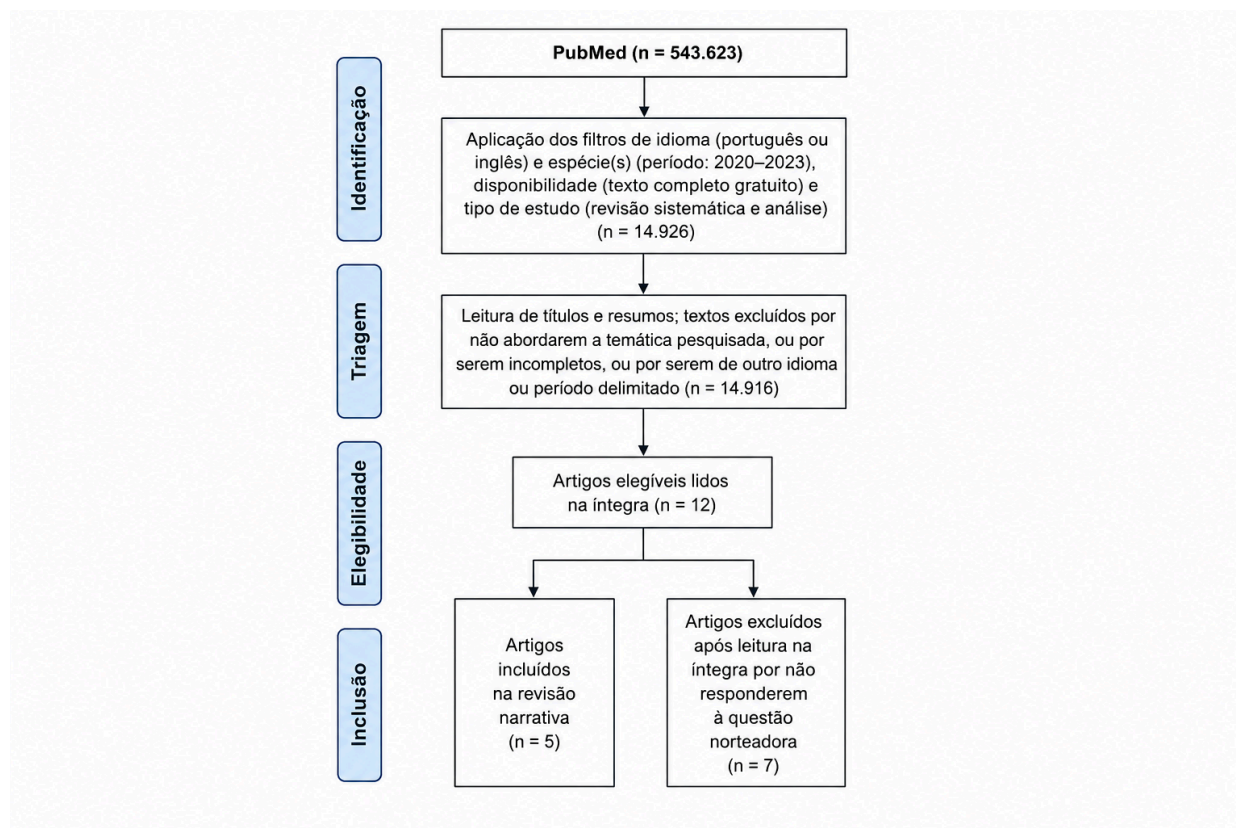 PubMed (n = 543.623)
Identificação
Aplicação dos filtros de idioma (português ou
inglês) e espécie(s) (período: 2020–2023),
disponibilidade (texto completo gratuito) e
tipo de estudo (revisão sistemática e análise)
(n = 14.926)
Triagem
Leitura de títulos e resumos; textos excluídos por
não abordarem a temática pesquisada, ou por
serem incompletos, ou por serem de outro idioma
ou período delimitado (n = 14.916)
Elegibilidade
Artigos elegíveis lidos
na íntegra (n = 12)
Inclusão
Artigos
incluídos
na revisão
narrativa
(n = 5)
Artigos excluídos
após leitura na
íntegra por não
responderem
à questão
norteadora
(n = 7)